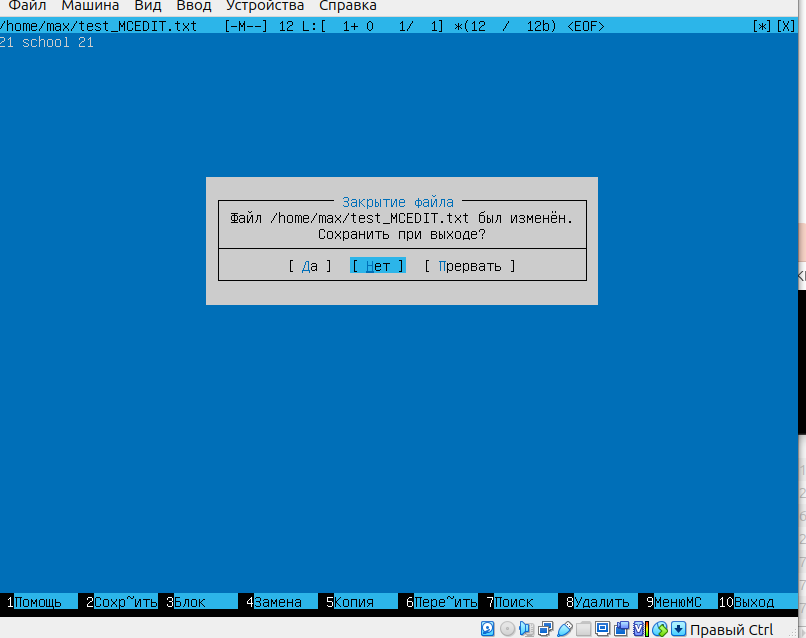 Файл Машина Вид Ввод Устройства Справка
/home/max/test_MCEDIT.txt [-M--] 12 L:[ 1+ 0 1/ 1] *(12 / 12b) <EOF> [*][X]
21 school 21
Закрытие файла
Файл /home/max/test_MCEDIT.txt был изменён.
Сохранить при выходе?
[ Да ] [ Нет ] [ Прервать ]
1Помощь 2Сохр~ить 3Блок 4Замена 5Копия 6Пере~ить 7Поиск 8Удалить 9МенюMC 10Выход
Правый Ctrl